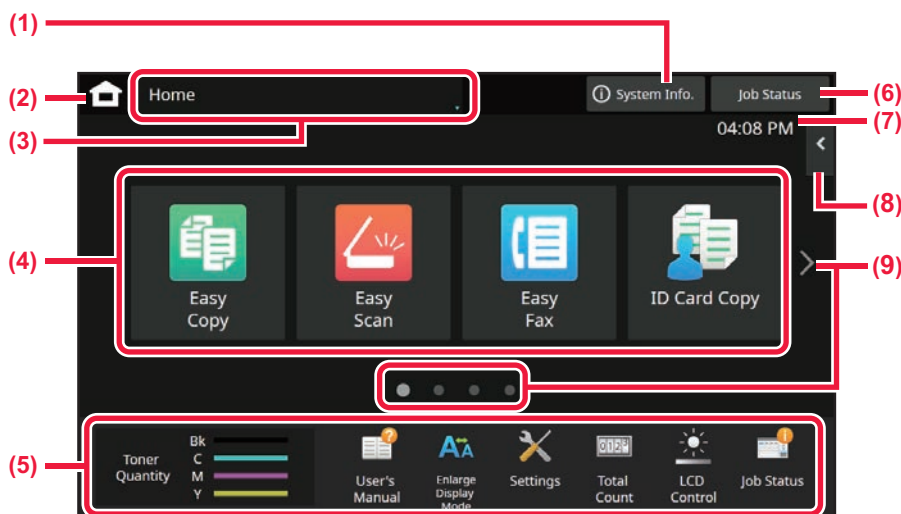 (1)
(2)
Home
System Info.
Job Status
(6)
(3)
04:08 PM
(7)
(8)
(4)
Easy
Copy
Easy
Scan
Easy
Fax
ID Card Copy
(9)
(5)
Toner
Quantity
Bk
C
M
Y
User's
Manual
Enlarge
Display
Mode
Settings
Total
Count
LCD
Control
Job Status